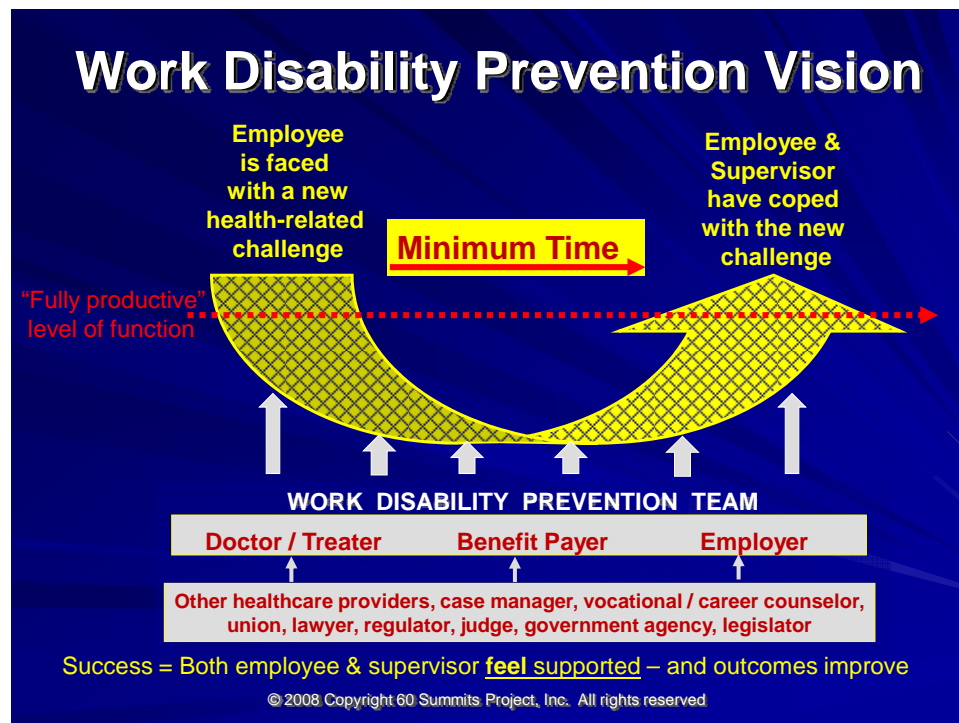 Work Disability Prevention Vision
Employee
is faced
with a new
health-related
challenge
Minimum Time
Employee &
Supervisor
have coped
with the new
challenge
“Fully productive”
level of function
WORK DISABILITY PREVENTION TEAM
Doctor / Treater Benefit Payer Employer
Other healthcare providers, case manager, vocational / career counselor,
union, lawyer, regulator, judge, government agency, legislator
Success = Both employee & supervisor feel supported – and outcomes improve
© 2008 Copyright 60 Summits Project, Inc. All rights reserved